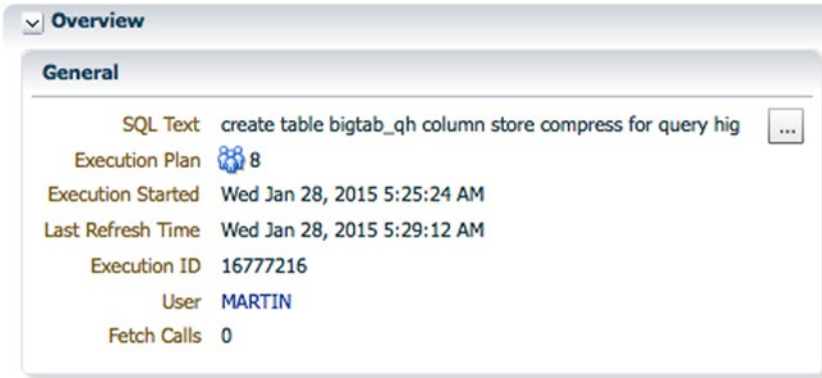 Overview
General
SQL Text create table bigtab_qh column store compress for query hig ...
Execution Plan 8
Execution Started Wed Jan 28, 2015 5:25:24 AM
Last Refresh Time Wed Jan 28, 2015 5:29:12 AM
Execution ID 16777216
User MARTIN
Fetch Calls 0